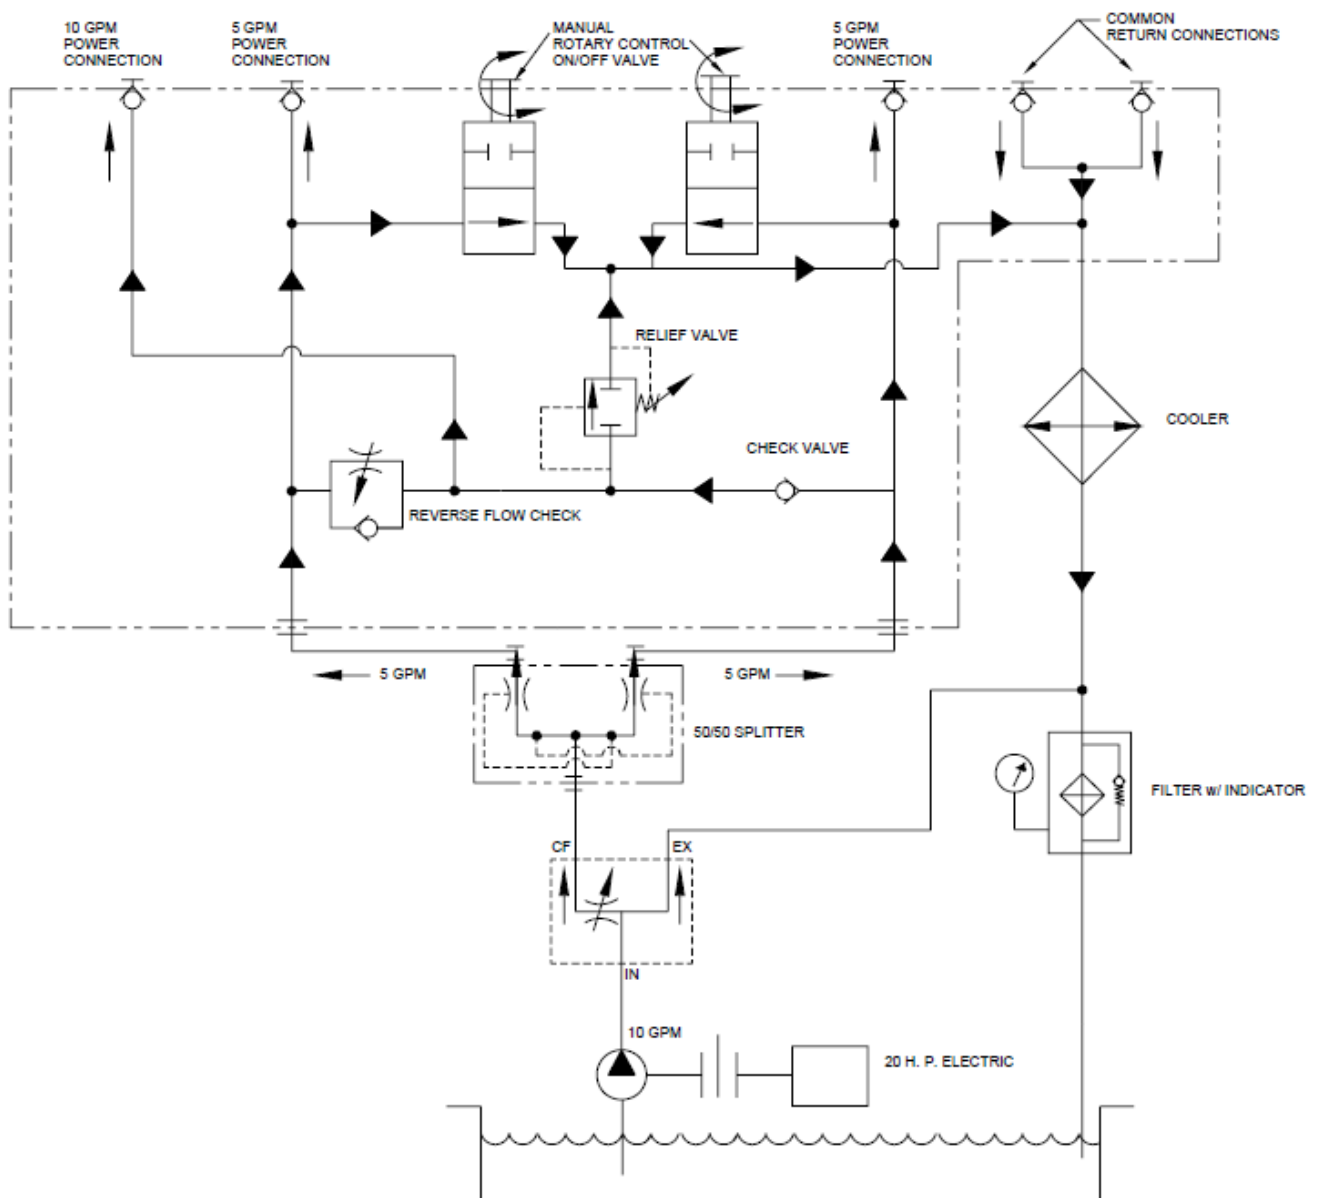 10 GPM
POWER
CONNECTION
5 GPM
POWER
CONNECTION
MANUAL
ROTARY CONTROL
ON/OFF VALVE
5 GPM
POWER
CONNECTION
COMMON
RETURN CONNECTIONS
RELIEF VALVE
COOLER
CHECK VALVE
REVERSE FLOW CHECK
5 GPM
5 GPM
50/50 SPLITTER
FILTER w/ INDICATOR
CF
EX
IN
10 GPM
20 H. P. ELECTRIC